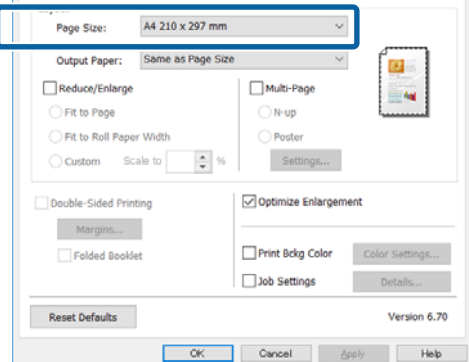 Page Size: A4 210 x 297 mm
Output Paper: Same as Page Size
Reduce/Enlarge
Multi-Page
Fit to Page
N-up
Fit to Roll Paper Width
Poster
Custom Scale to %
Settings...
Double-Sided Printing
Optimize Enlargement
Margins...
Folded Booklet
Print Bckg Color
Color Settings...
Job Settings
Details...
Reset Defaults
Version 6.70
OK Cancel Apply Help